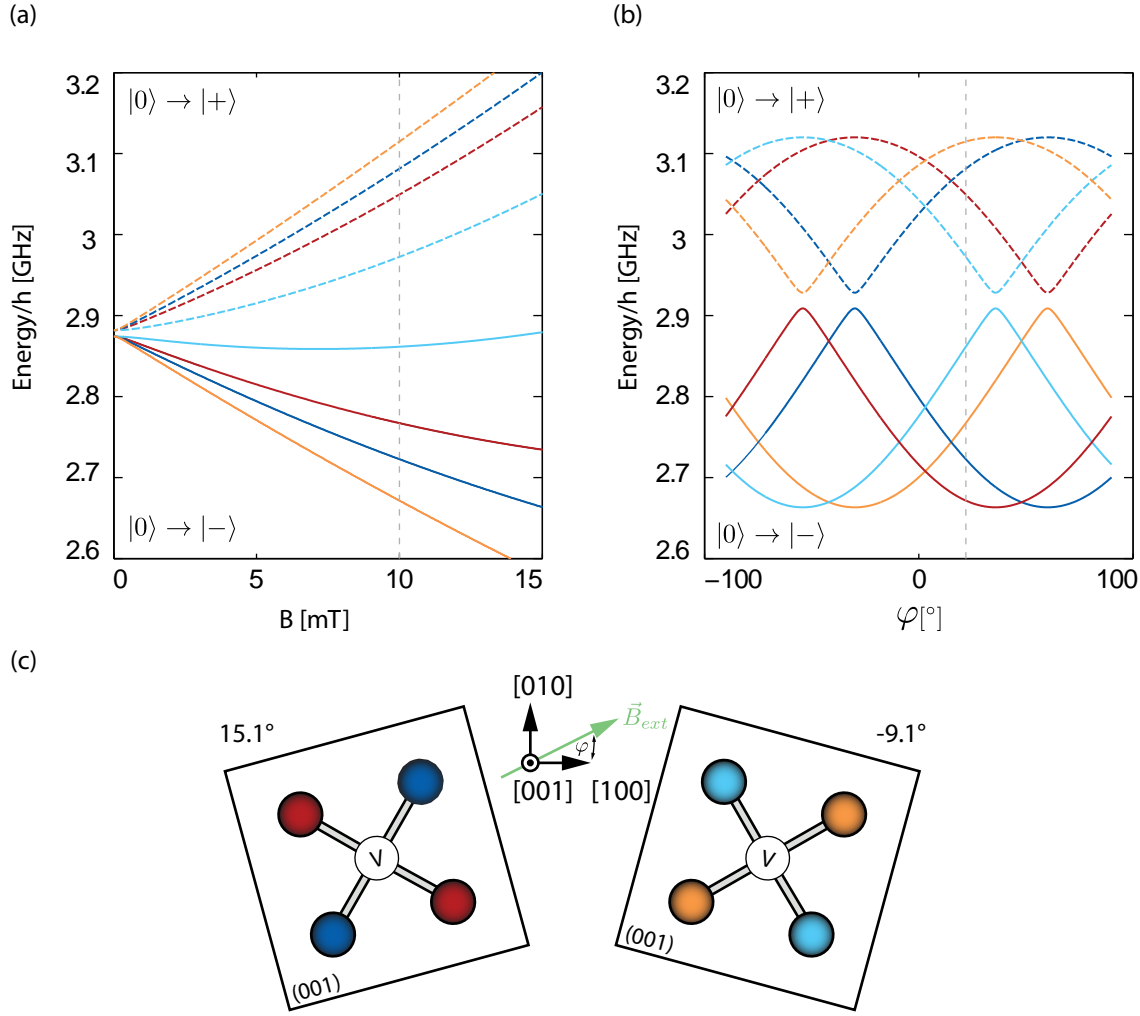 (a)
(b)
3.2
3.1
3
2.9
2.8
2.7
2.6
Energy/h [GHz]
|0⟩ → |+⟩
|0⟩ → |−⟩
0
5
10
15
B [mT]
3.2
3.1
3
2.9
2.8
2.7
2.6
Energy/h [GHz]
|0⟩ → |+⟩
|0⟩ → |−⟩
−100
0
100
φ[°]
(c)
15.1°
[010]
B⃗ext
φ
[001] [100]
-9.1°
V
V
(001)
(001)